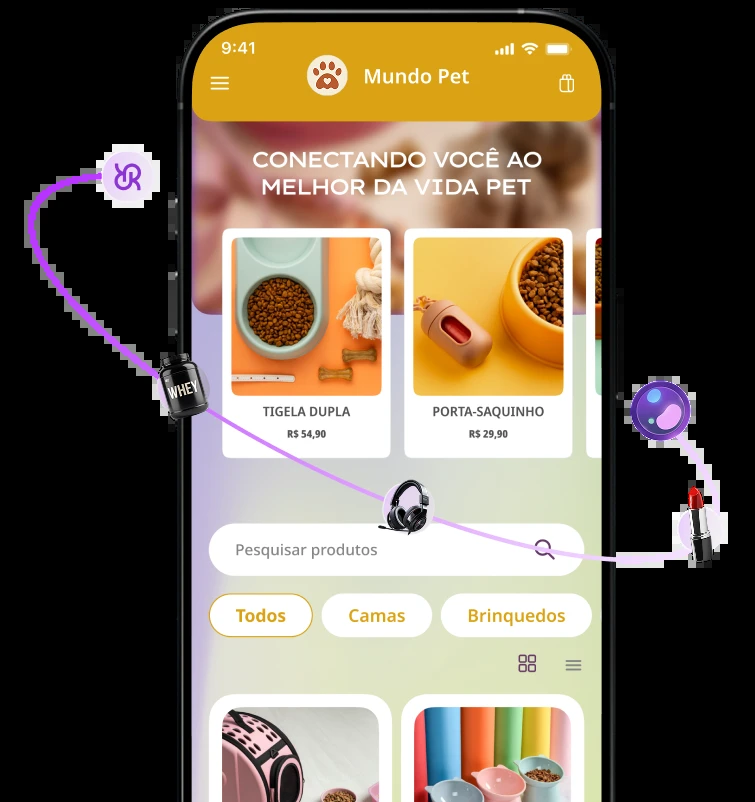 9:41
Mundo Pet
CONECTANDO VOCÊ AO
MELHOR DA VIDA PET
TIGELA DUPLA
R$ 54,90
PORTA-SAQUINHO
R$ 29,90
WHEY
Pesquisar produtos
Todos
Camas
Brinquedos